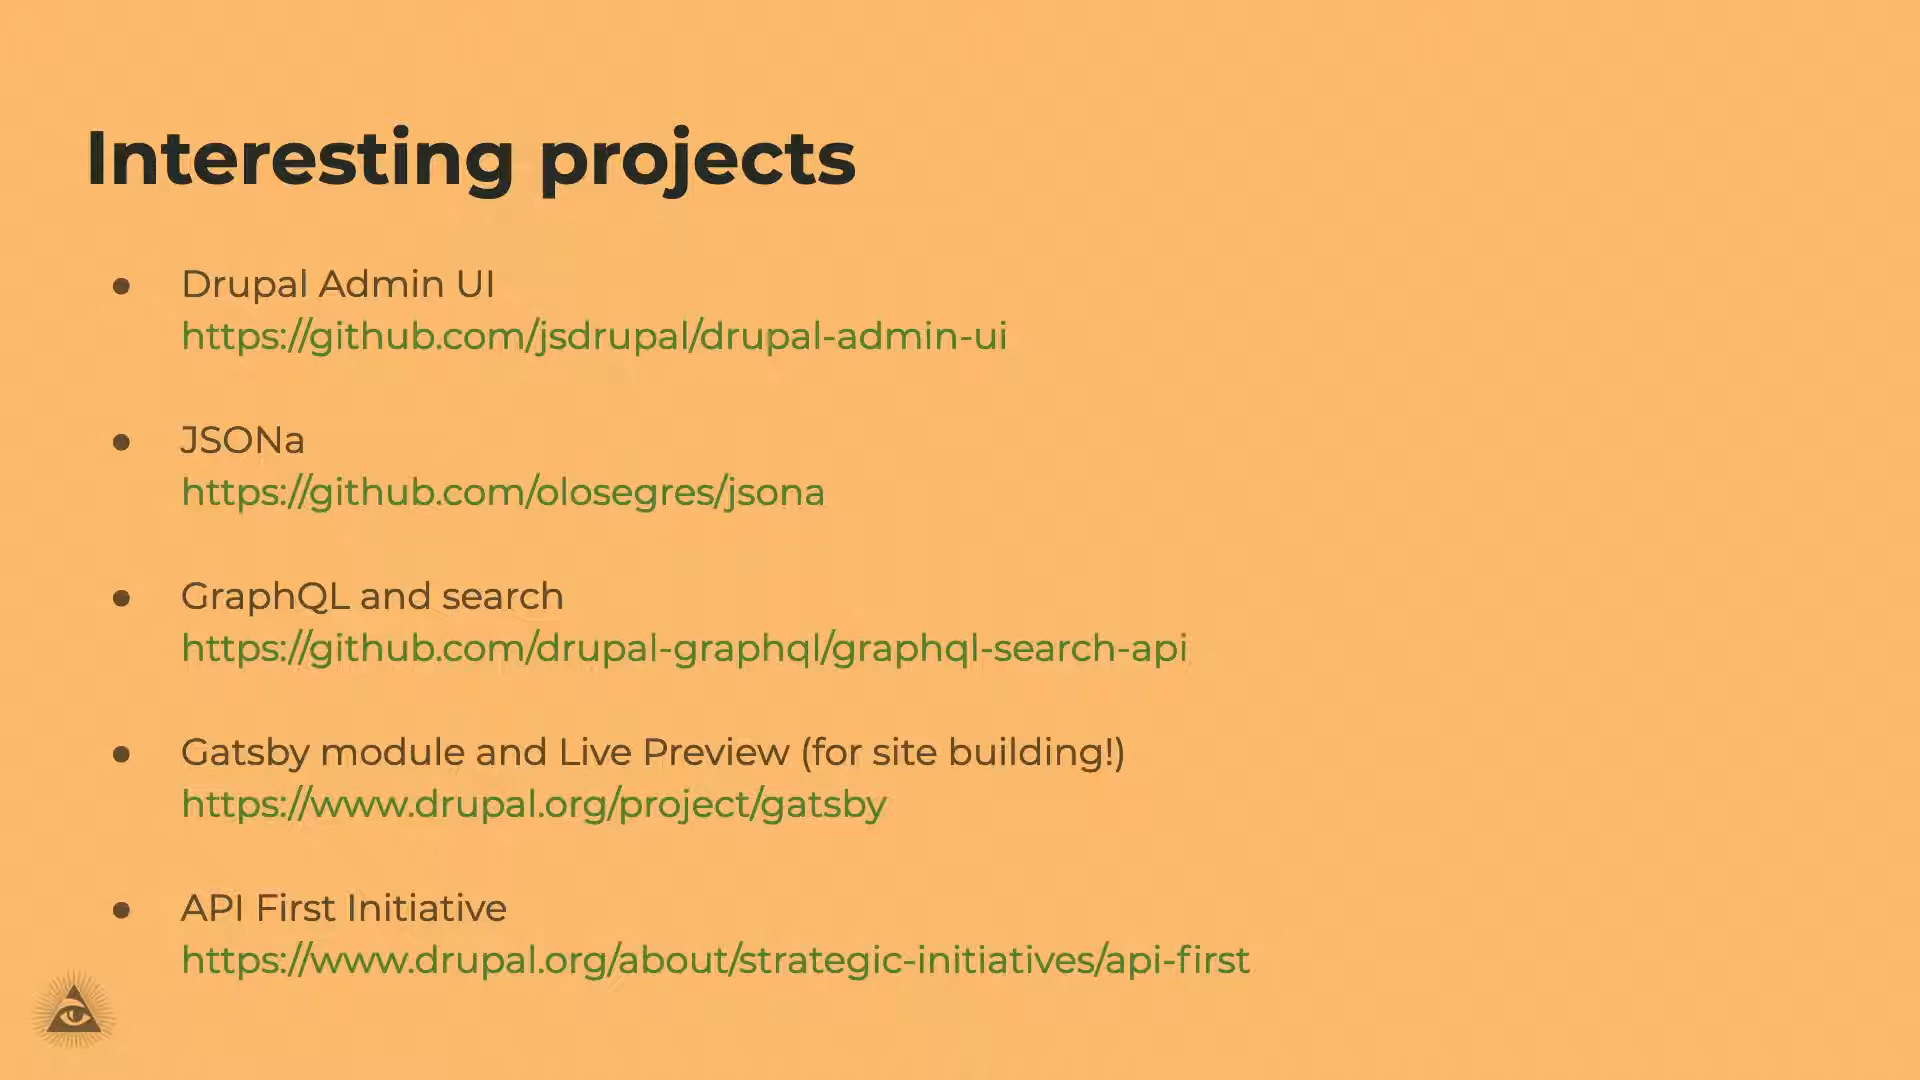 Interesting projects
● Drupal Admin UI
https://github.com/jsdrupal/drupal-admin-ui
● JSONa
https://github.com/olosegres/jsona
● GraphQL and search
https://github.com/drupal-graphql/graphql-search-api
● Gatsby module and Live Preview (for site building!)
https://www.drupal.org/project/gatsby
● API First Initiative
https://www.drupal.org/about/strategic-initiatives/api-first